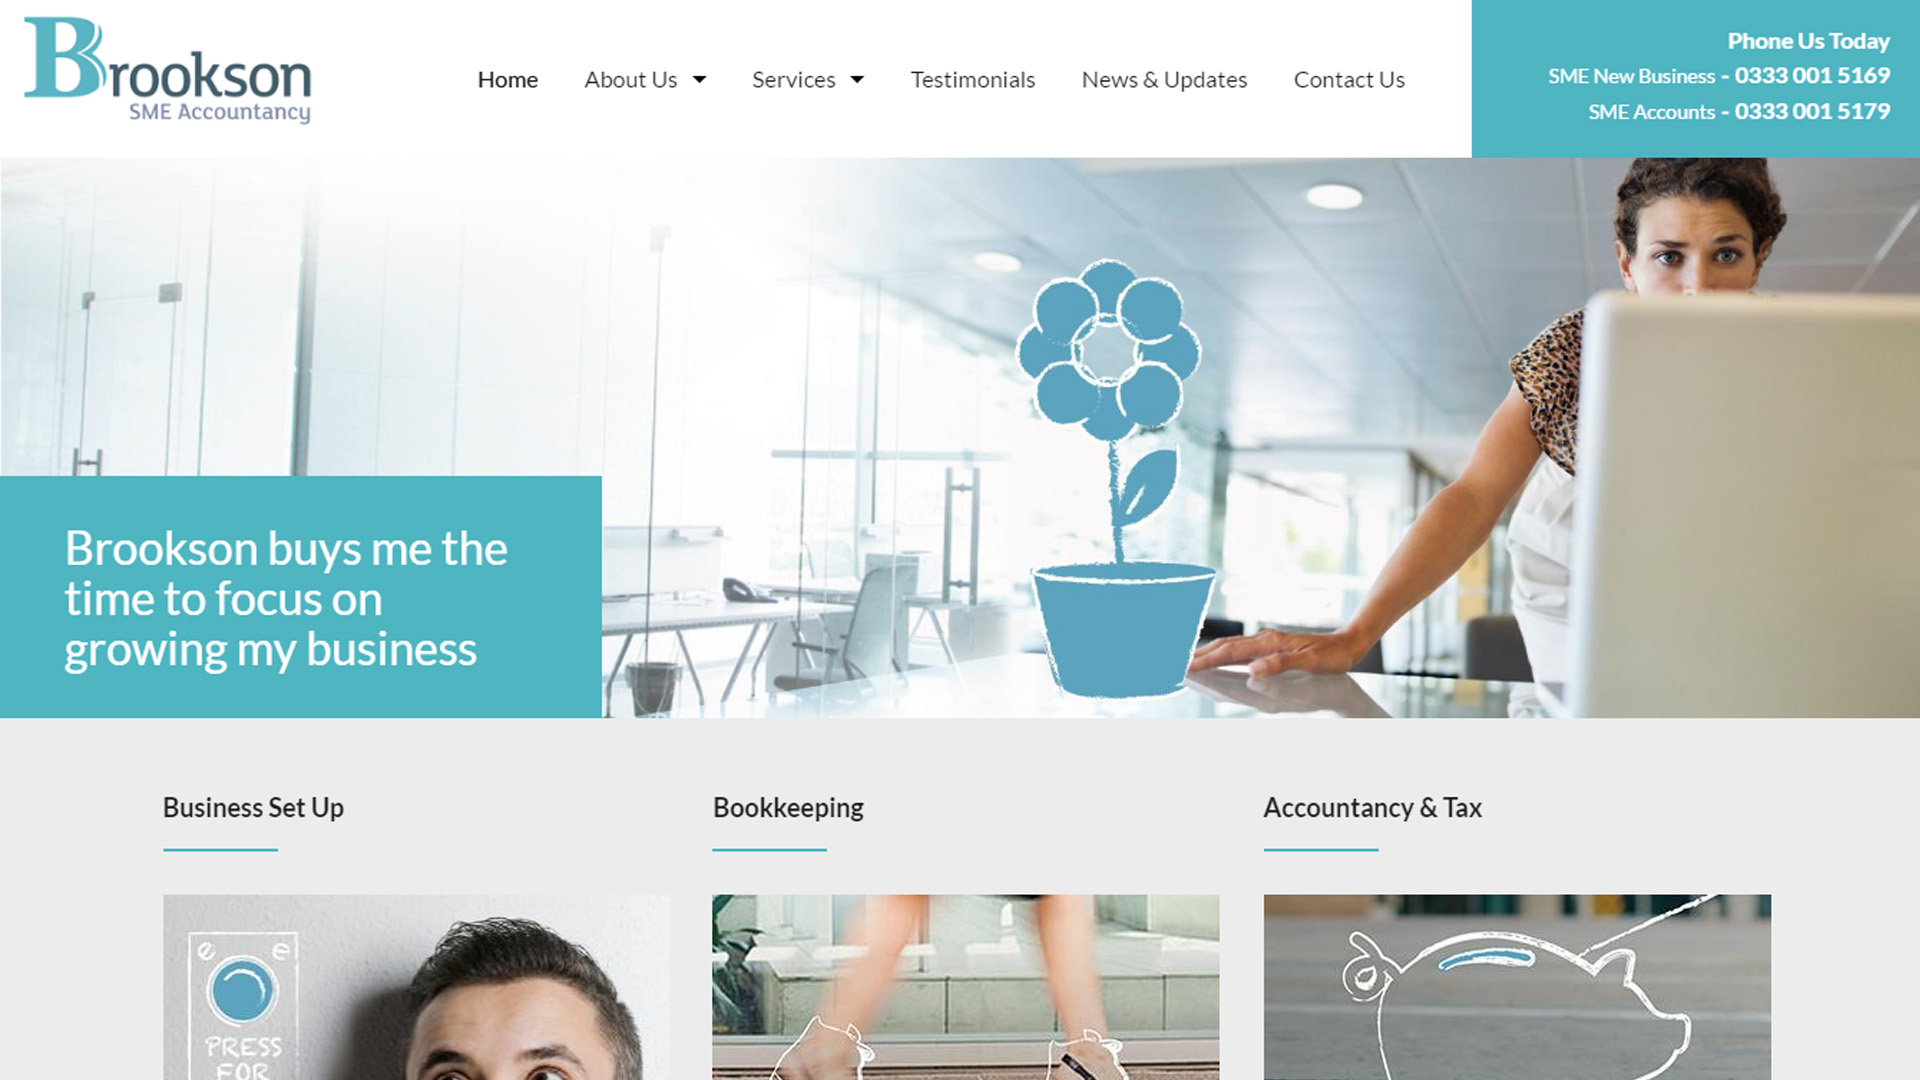 Brookson
SME Accountancy
Home
About Us
Services
Testimonials
News & Updates
Contact Us
Phone Us Today
SME New Business - 0333 001 5169
SME Accounts - 0333 001 5179
Brookson buys me the
time to focus on
growing my business
Business Set Up
Bookkeeping
Accountancy & Tax
PRESS
FOR